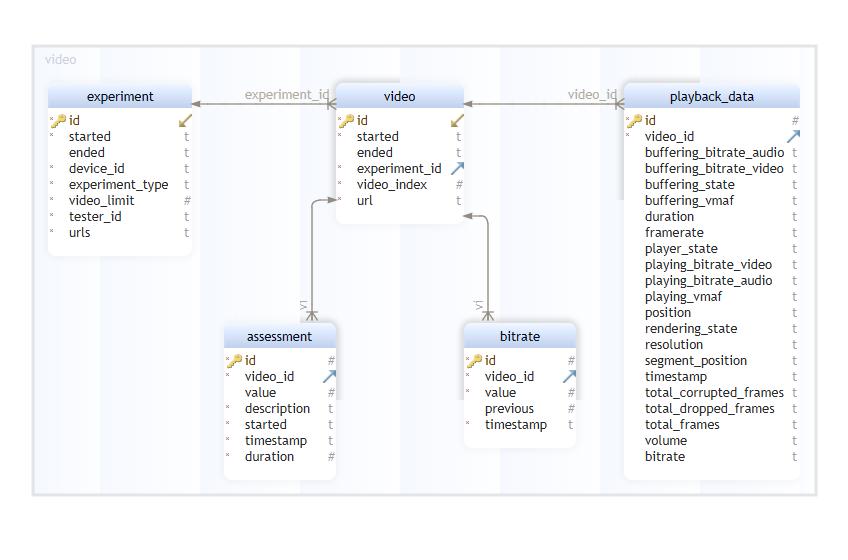 video
experiment
id
started t
ended t
device_id t
experiment_type t
video_limit #
tester_id t
urls t
experiment_id
video
id
started t
ended t
experiment_id
video_index #
url t
video_id
playback_data
id #
video_id
buffering_bitrate_audio t
buffering_bitrate_video t
buffering_state t
buffering_vmaf t
duration t
framerate t
player_state t
playing_bitrate_video t
playing_bitrate_audio t
playing_vmaf t
position t
rendering_state t
resolution t
segment_position t
timestamp t
total_corrupted_frames t
total_dropped_frames t
total_frames t
volume t
bitrate t
vi
assessment
id #
video_id
value #
description t
started t
timestamp t
duration #
vi
bitrate
id #
video_id
value #
previous #
timestamp t